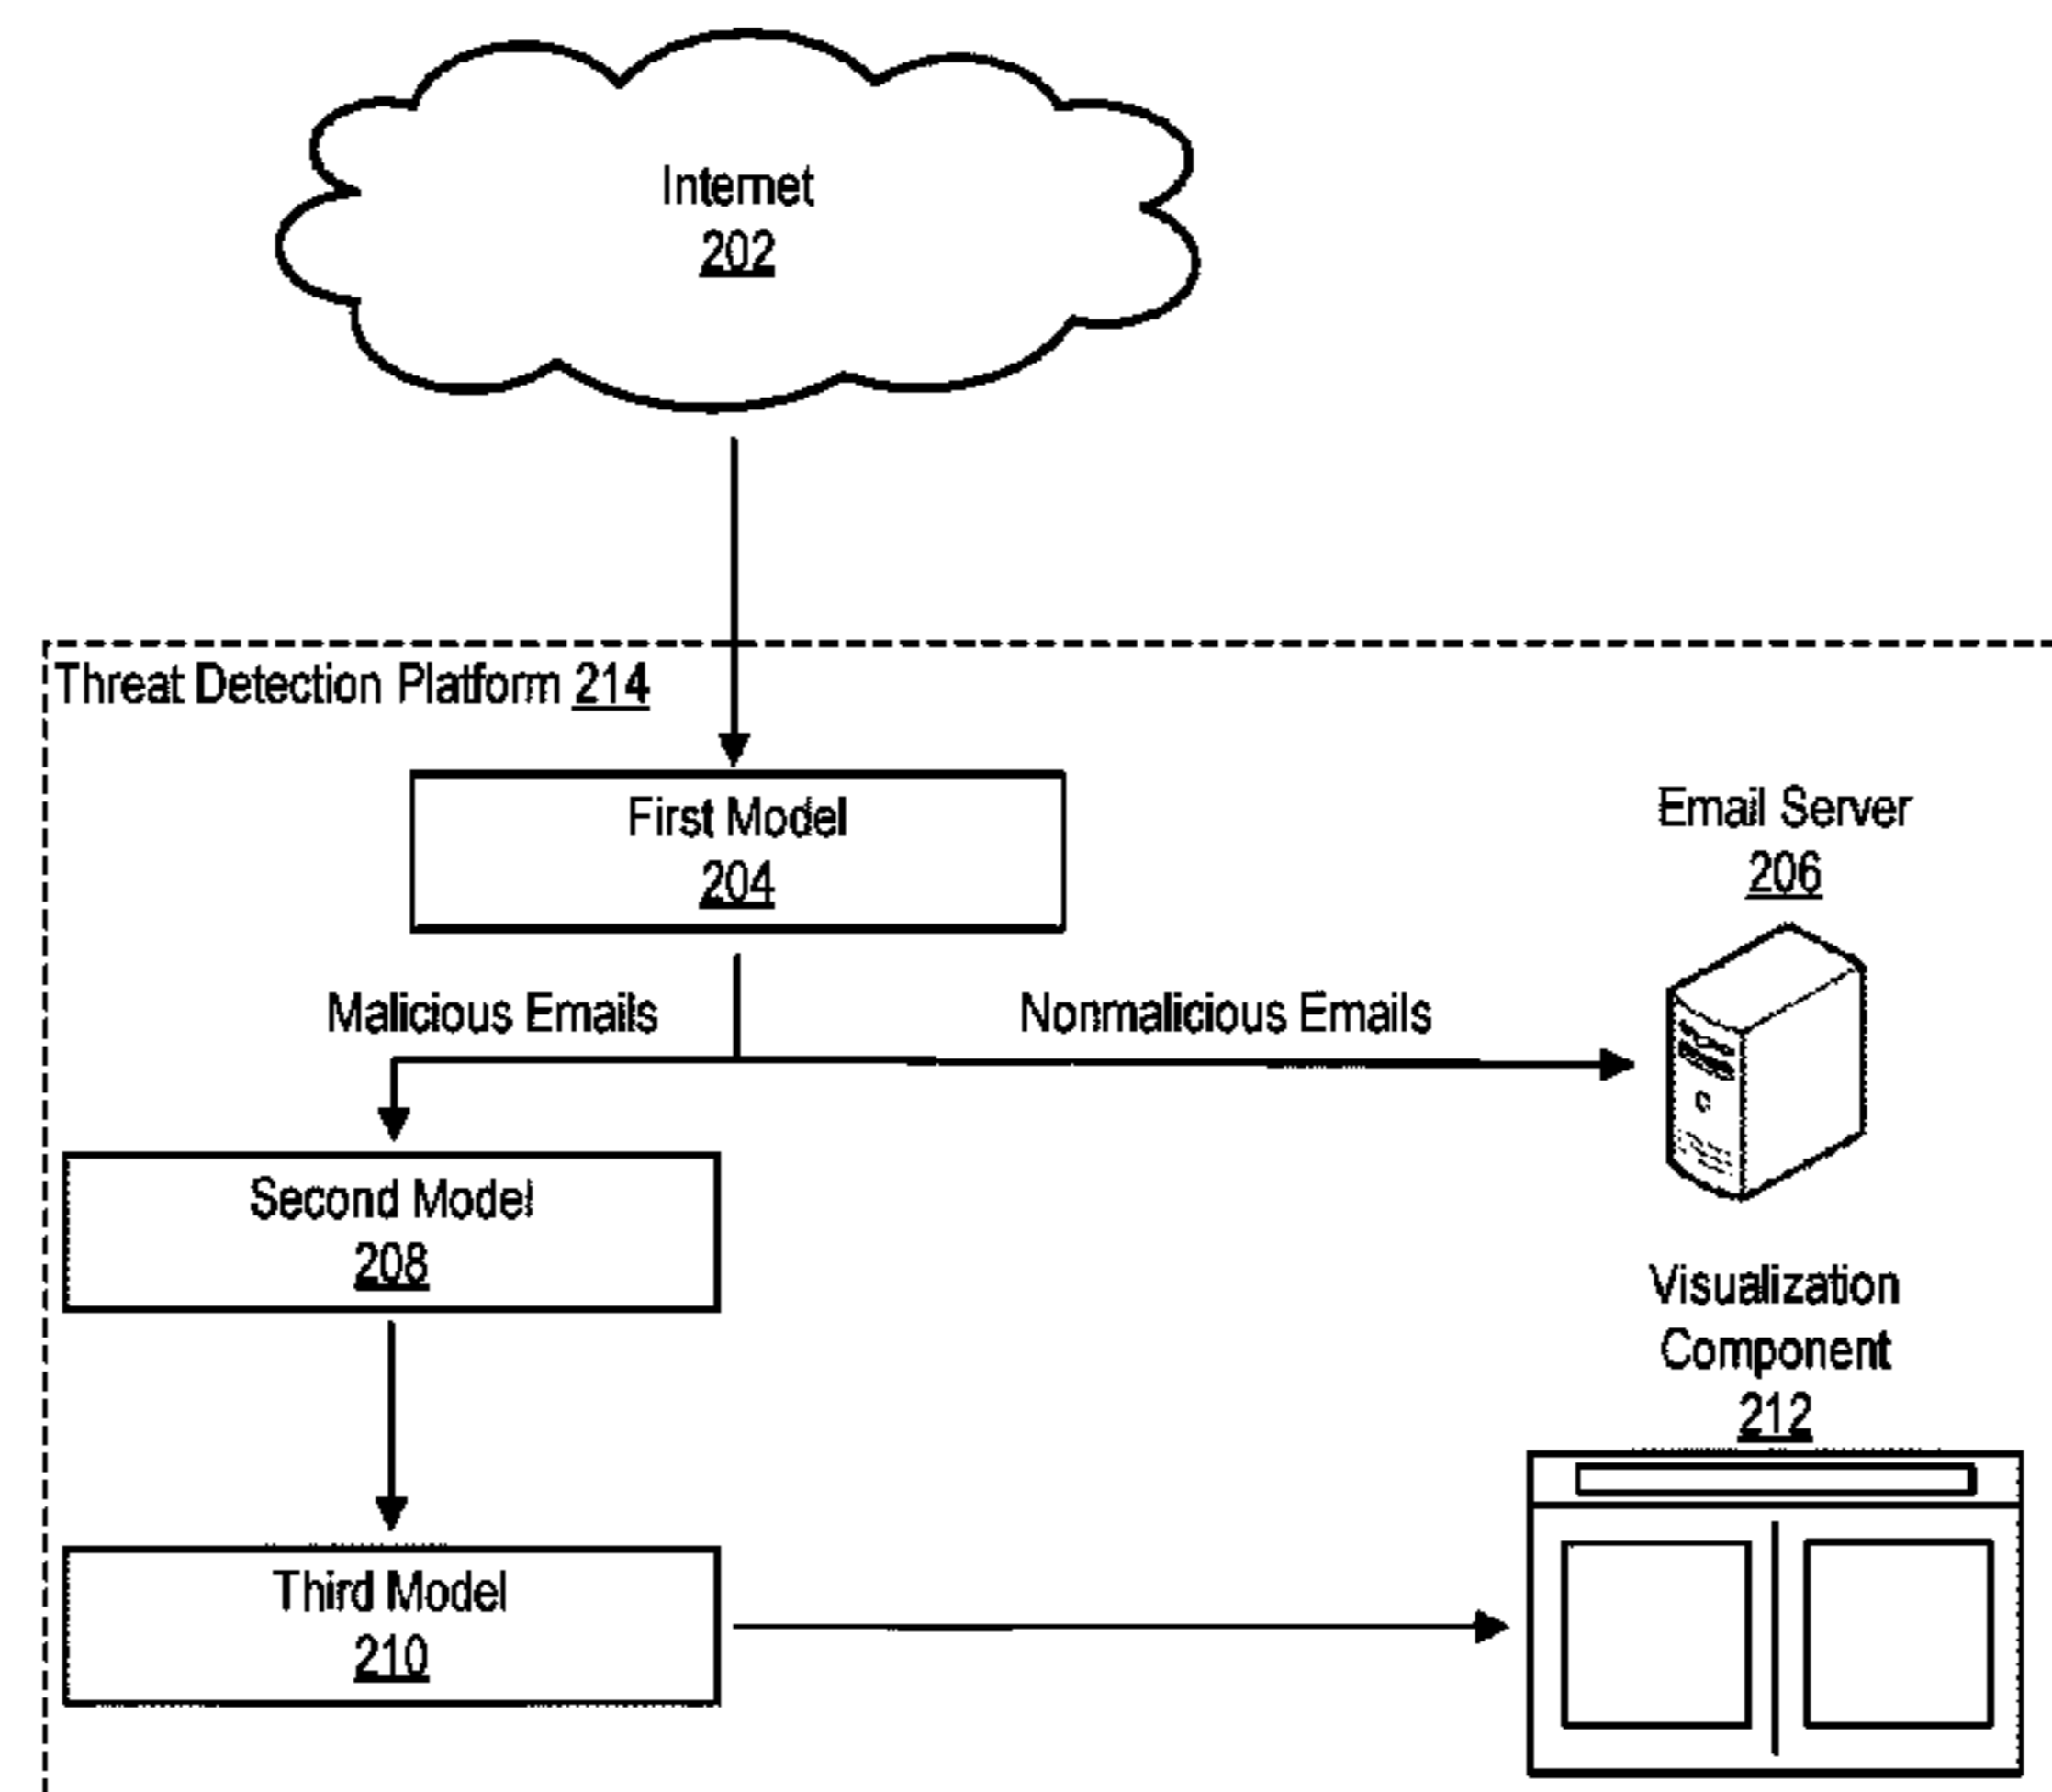 Internet
202
Threat Detection Platform 214
First Model
204
Email Server
206
Malicious Emails
Nonmalicious Emails
Second Model
208
Visualization
Component
212
Third Model
210